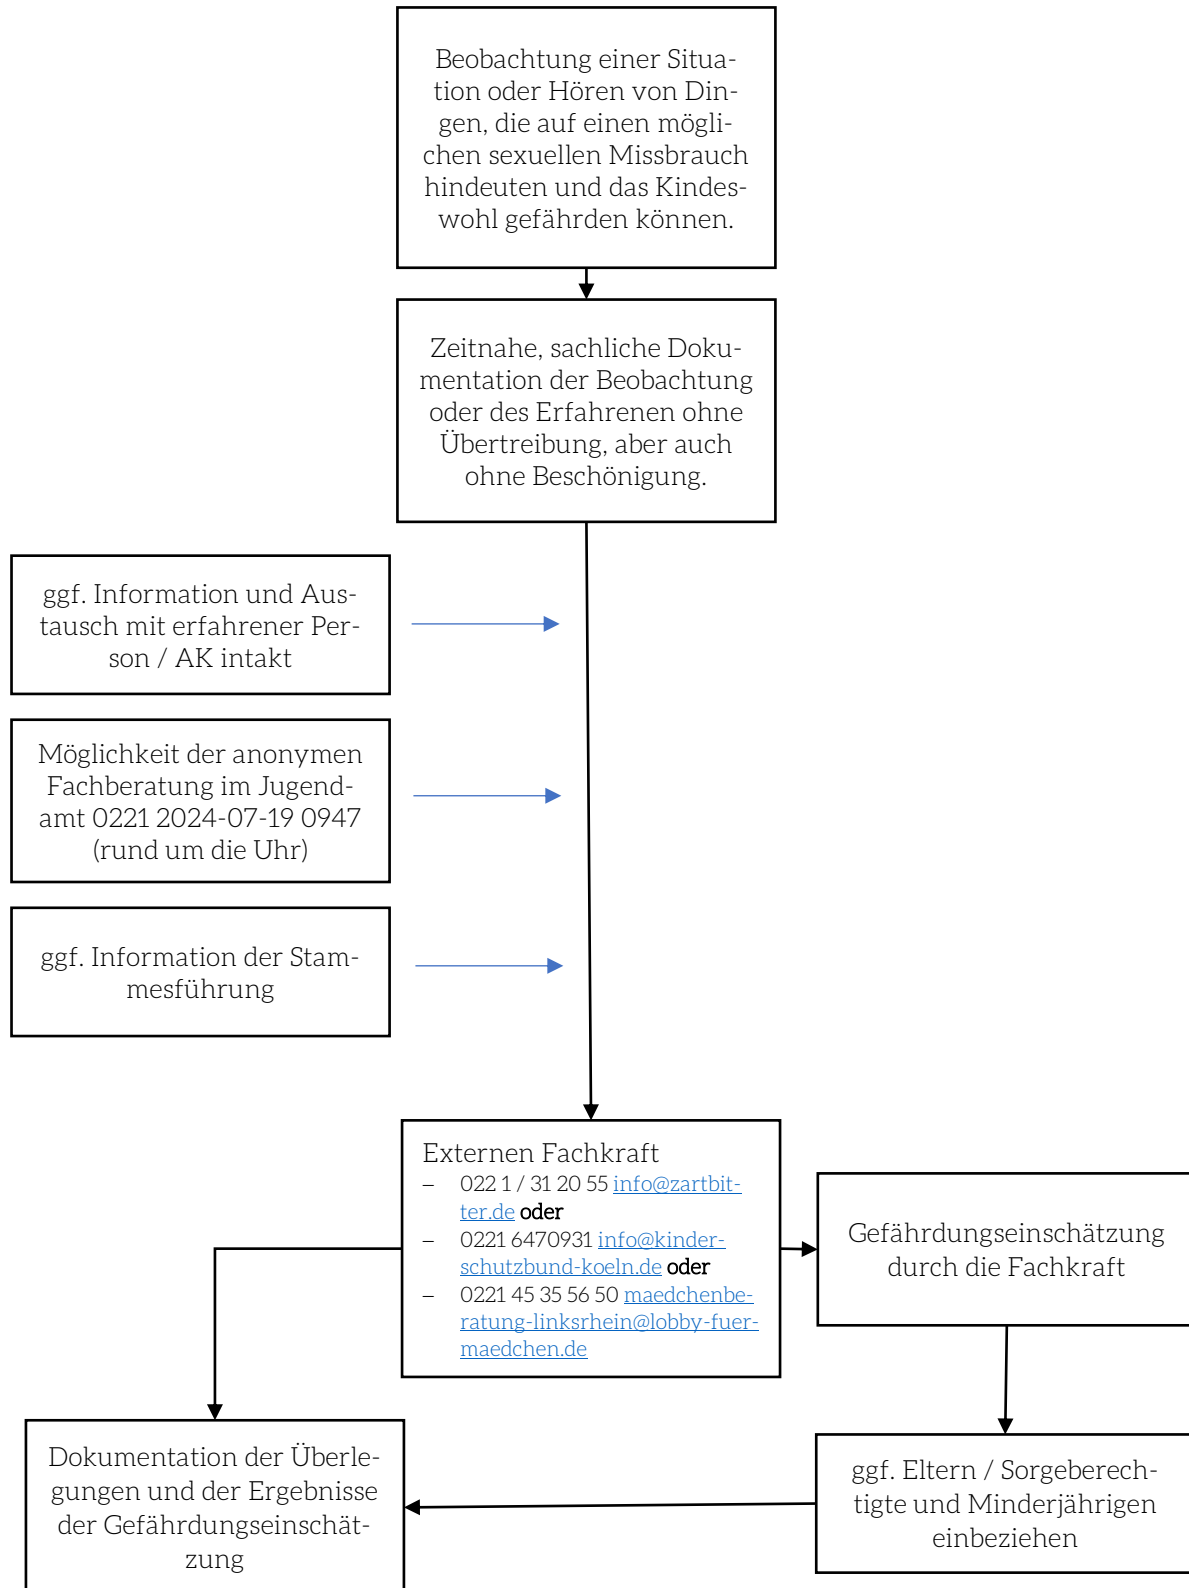 Beobachtung einer Situa-
tion oder Hören von Din-
gen, die auf einen mögli-
chen sexuellen Missbrauch
hindeuten und das Kindes-
wohl gefährden können.
Zeitnahe, sachliche Doku-
mentation der Beobachtung
oder des Erfahrenen ohne
Übertreibung, aber auch
ohne Beschönigung.
ggf. Information und Aus-
tausch mit erfahrener Per-
son / AK intakt
Möglichkeit der anonymen
Fachberatung im Jugend-
amt 0221 2024-07-19 0947
(rund um die Uhr)
ggf. Information der Stam-
mesführung
Externen Fachkraft
– 022 1 / 31 20 55 info@zartbit-
ter.de oder
– 0221 6470931 info@kinder-
schutzbund-koeln.de oder
– 0221 45 35 56 50 maedchenbe-
ratung-linksrhein@lobby-fuer-
maedchen.de
Gefährdungseinschätzung
durch die Fachkraft
ggf. Eltern / Sorgeberech-
tigte und Minderjährigen
einbeziehen
Dokumentation der Überle-
gungen und der Ergebnisse
der Gefährdungseinschät-
zung